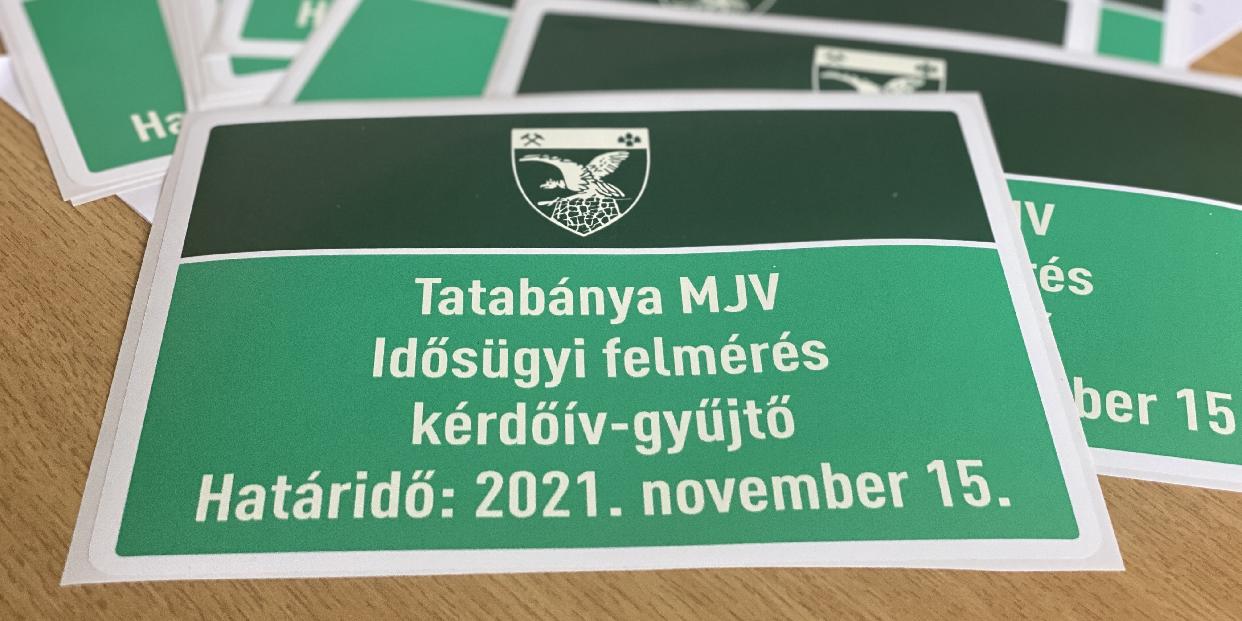 Tatabánya MJV
Idősügyi felmérés
kérdőív-gyűjtő
Határidő: 2021. november 15.